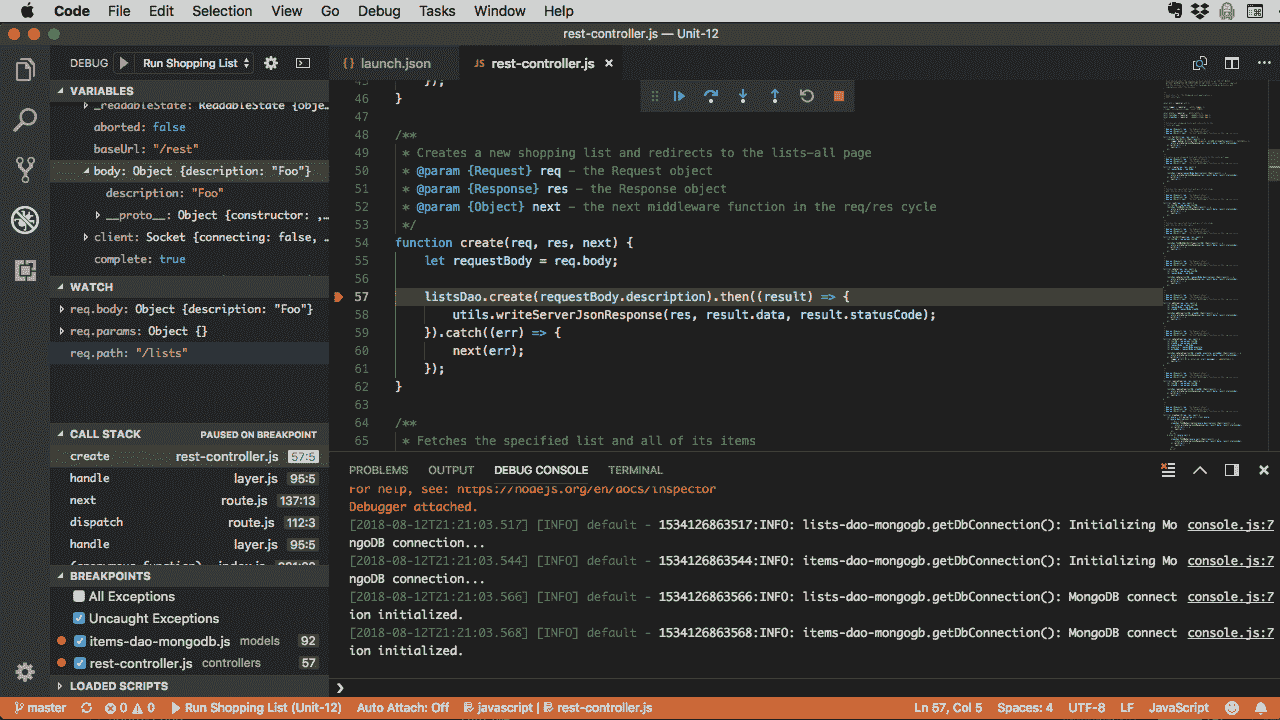 Code File Edit Selection View Go Debug Tasks Window Help
rest-controller.js — Unit-12
DEBUG Run Shopping List
{} launch.json JS rest-controller.js ×
VARIABLES
_readableState: ReadableState {obje…
aborted: false
baseUrl: "/rest"
body: Object {description: "Foo"}
description: "Foo"
__proto__: Object {constructor: ,…
client: Socket {connecting: false, …
complete: true
WATCH
req.body: Object {description: "Foo"}
req.params: Object {}
req.path: "/lists"
CALL STACK PAUSED ON BREAKPOINT
create rest-controller.js 57:5
handle layer.js 95:5
next route.js 137:13
dispatch route.js 112:3
handle layer.js 95:5
BREAKPOINTS
All Exceptions
Uncaught Exceptions
items-dao-mongodb.js models 92
rest-controller.js controllers 57
LOADED SCRIPTS
45 });
46 }
47
48 /**
49 * Creates a new shopping list and redirects to the lists-all page
50 * @param {Request} req - the Request object
51 * @param {Response} res - the Response object
52 * @param {Object} next - the next middleware function in the req/res cycle
53 */
54 function create(req, res, next) {
55 let requestBody = req.body;
56
57 listsDao.create(requestBody.description).then((result) => {
58 utils.writeServerJsonResponse(res, result.data, result.statusCode);
59 }).catch((err) => {
60 next(err);
61 });
62 }
63
64 /**
65 * Fetches the specified list and all of its items
PROBLEMS OUTPUT DEBUG CONSOLE TERMINAL
For help, see: https://nodejs.org/en/docs/inspector
Debugger attached.
[2018-08-12T21:21:03.517] [INFO] default - 1534126863517:INFO: lists-dao-mongogb.getDbConnection(): Initializing Mo console.js:7
ngoDB connection...
[2018-08-12T21:21:03.544] [INFO] default - 1534126863544:INFO: items-dao-mongogb.getDbConnection(): Initializing Mo console.js:7
ngoDB connection...
[2018-08-12T21:21:03.566] [INFO] default - 1534126863566:INFO: lists-dao-mongogb.getDbConnection(): MongoDB connect console.js:7
ion initialized.
[2018-08-12T21:21:03.568] [INFO] default - 1534126863568:INFO: items-dao-mongogb.getDbConnection(): MongoDB connect console.js:7
ion initialized.
master 0 0 Run Shopping List (Unit-12) Auto Attach: Off javascript | rest-controller.js Ln 57, Col 5 Spaces: 4 UTF-8 LF JavaScript